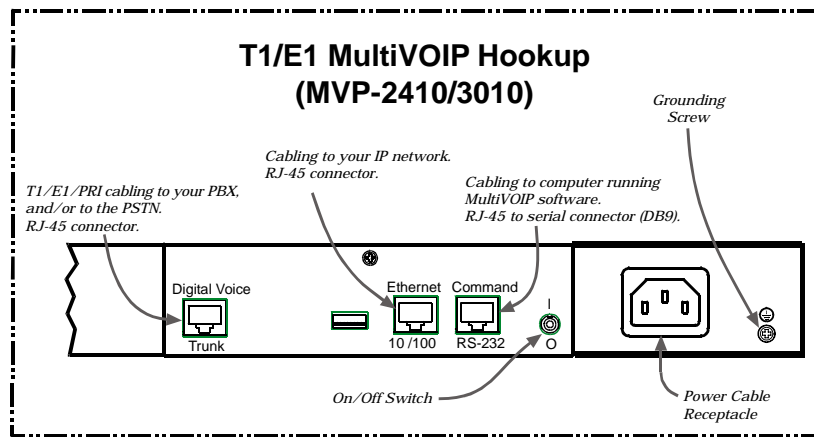 T1/E1 MultiVOIP Hookup
(MVP-2410/3010)
Grounding
Screw
Cabling to your IP network.
RJ-45 connector.
T1/E1/PRI cabling to your PBX,
and/or to the PSTN.
RJ-45 connector.
Cabling to computer running
MultiVOIP software.
RJ-45 to serial connector (DB9).
Digital Voice
Trunk
Ethernet
10 /100
Command
RS-232
I
O
On/Off Switch
Power Cable
Receptacle